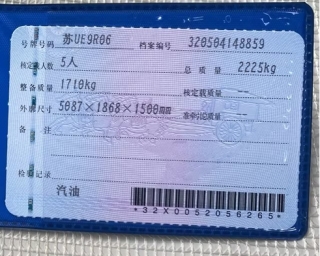 号牌号码 苏UE9R06 档案编号 320504148859
核定载人数 5人 总质量 2225kg
整备质量 1710kg 核定载质量 --
外廓尺寸 5087×1868×1500mm 准牵引总质量 --
备注
检验记录
汽油
*32X0052056265*